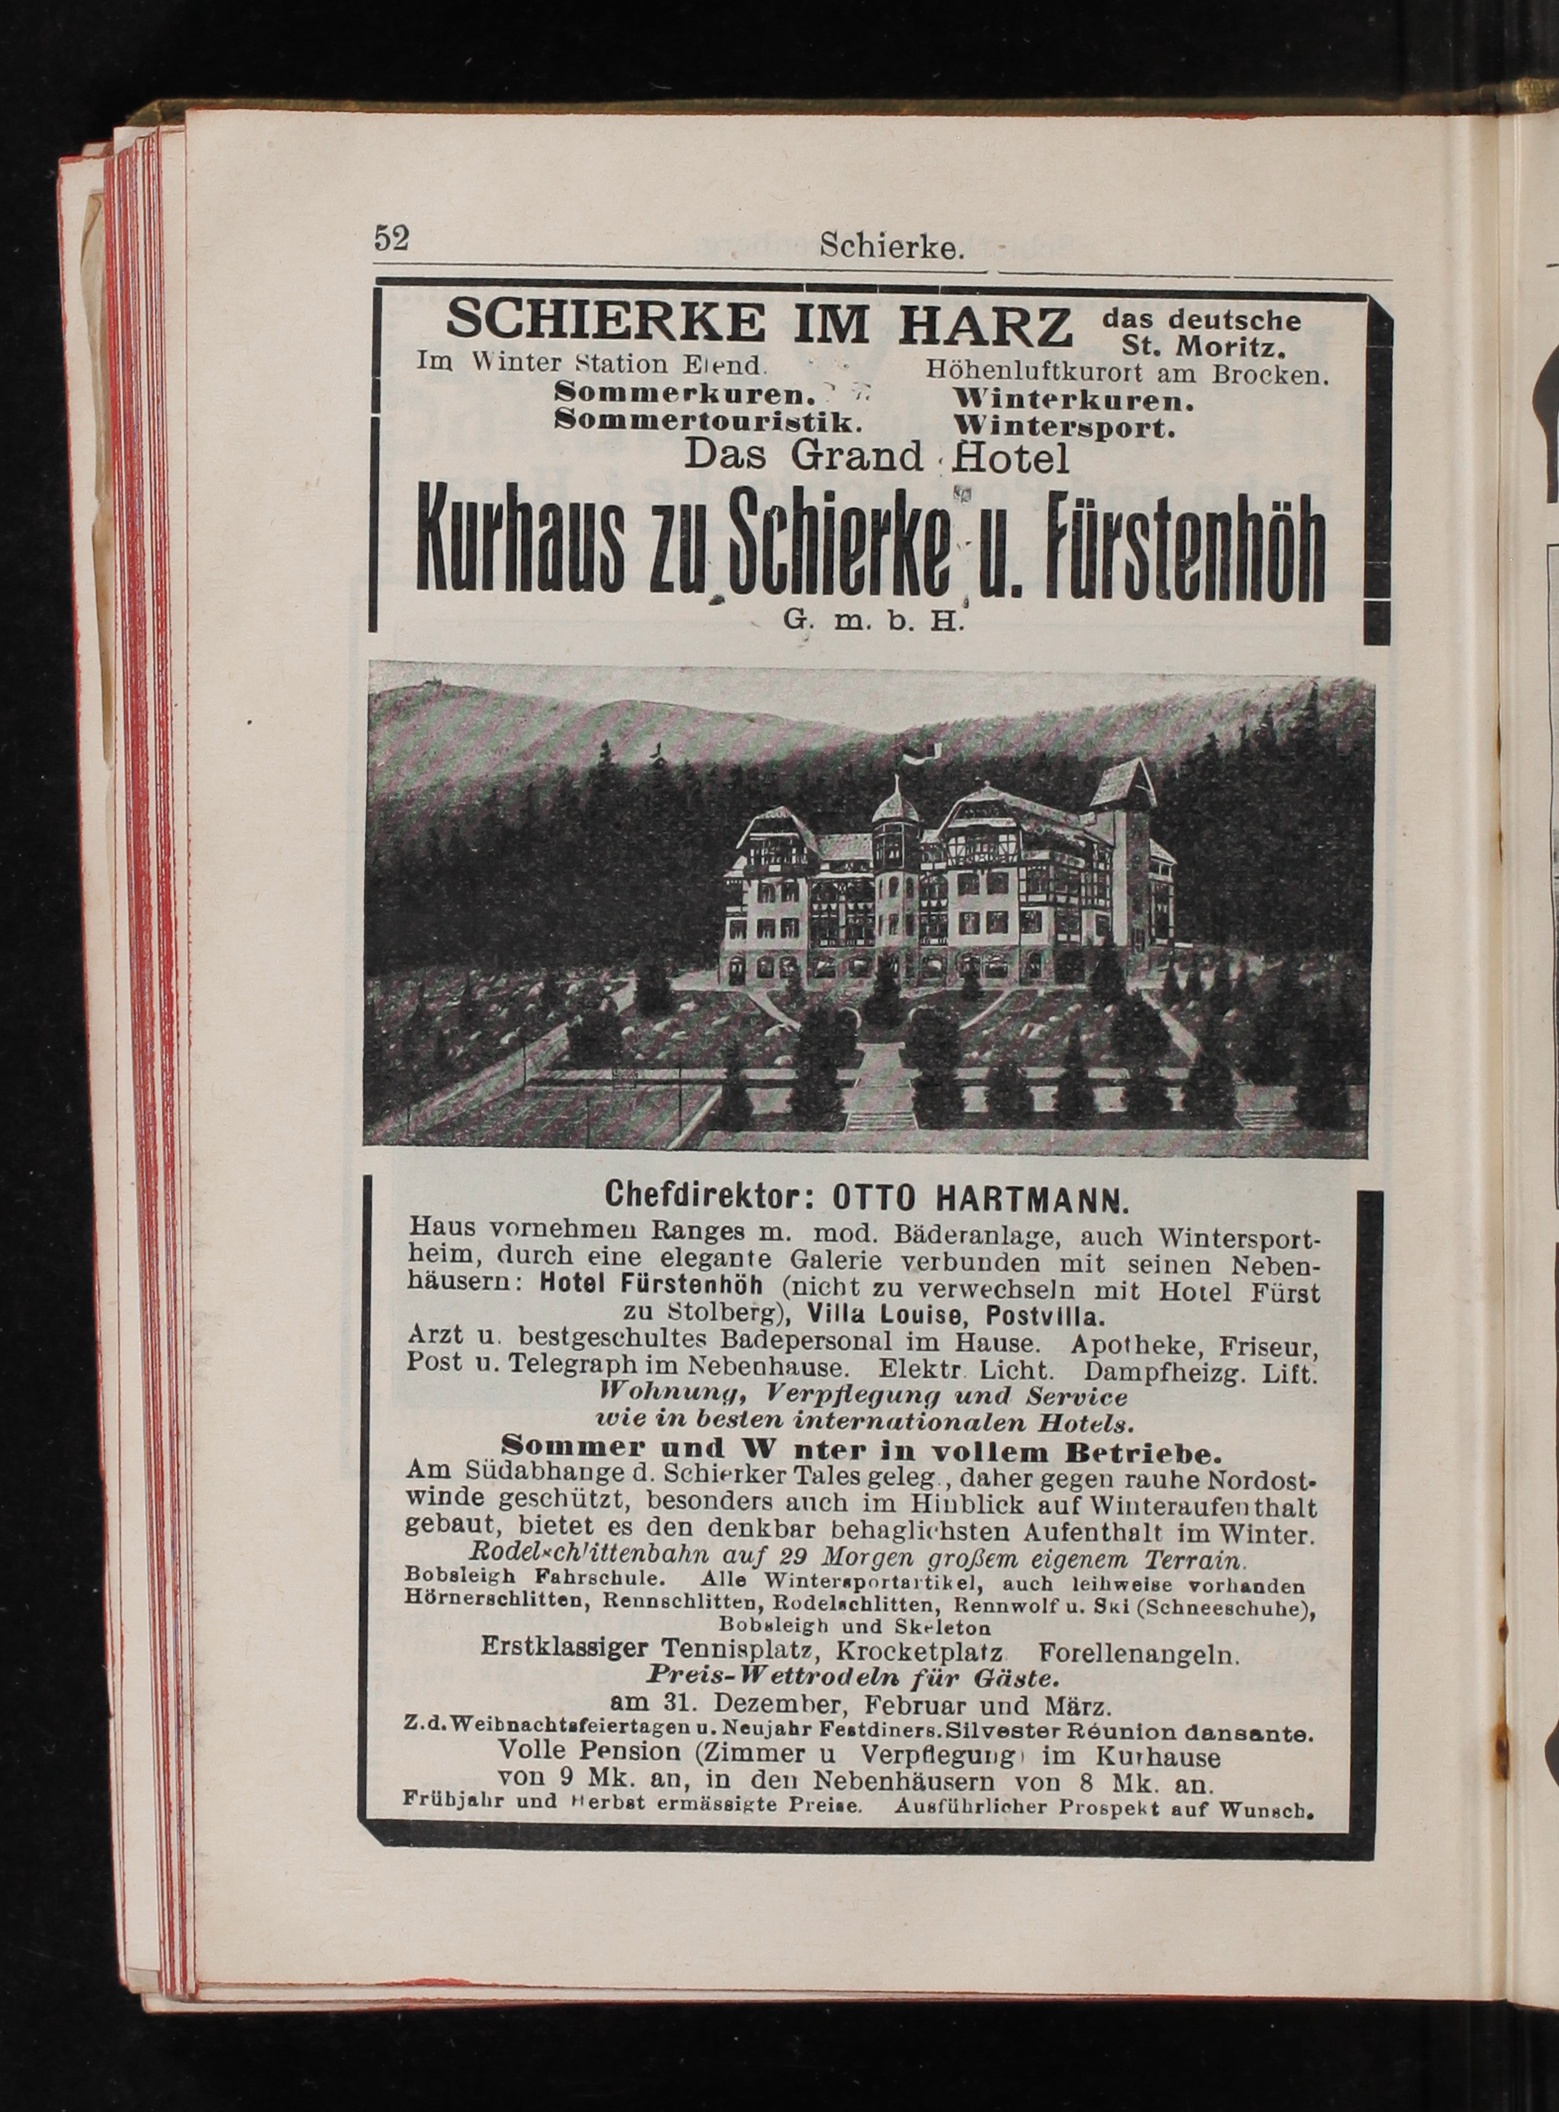 52
Schierke.
SCHIERKE IM HARZ das deutsche
St. Moritz.
Im Winter Station Elend. Höhenluftkurort am Brocken.
Sommerkuren. Winterkuren.
Sommertouristik. Wintersport.
Das Grand Hotel
Kurhaus zu Schierke u. Fürstenhöh
G. m. b. H.
Chefdirektor: OTTO HARTMANN.
Haus vornehmen Ranges m. mod. Bäderanlage, auch Wintersport-
heim, durch eine elegante Galerie verbunden mit seinen Neben-
häusern: Hotel Fürstenhöh (nicht zu verwechseln mit Hotel Fürst
zu Stolberg), Villa Louise, Postvilla.
Arzt u. bestgeschultes Badepersonal im Hause. Apotheke, Friseur,
Post u. Telegraph im Nebenhause. Elektr. Licht. Dampfheizg. Lift.
Wohnung, Verpflegung und Service
wie in besten internationalen Hotels.
Sommer und W nter in vollem Betriebe.
Am Südabhange d. Schierker Tales geleg., daher gegen rauhe Nordost-
winde geschützt, besonders auch im Hinblick auf Winteraufenthalt
gebaut, bietet es den denkbar behaglichsten Aufenthalt im Winter.
Rodelschlittenbahn auf 29 Morgen großem eigenem Terrain.
Bobsleigh Fahrschule. Alle Wintersportartikel, auch leihweise vorhanden
Hörnerschlitten, Rennschlitten, Rodelschlitten, Rennwolf u. Ski (Schneeschuhe),
Bobsleigh und Skeleton
Erstklassiger Tennisplatz, Krocketplatz. Forellenangeln.
Preis-Wettrodeln für Gäste.
am 31. Dezember, Februar und März.
Z.d. Weihnachtsfeiertagen u. Neujahr Festdiners. Silvester Réunion dansante.
Volle Pension (Zimmer u Verpflegung) im Kurhause
von 9 Mk. an, in den Nebenhäusern von 8 Mk. an.
Frühjahr und Herbst ermässigte Preise. Ausführlicher Prospekt auf Wunsch.